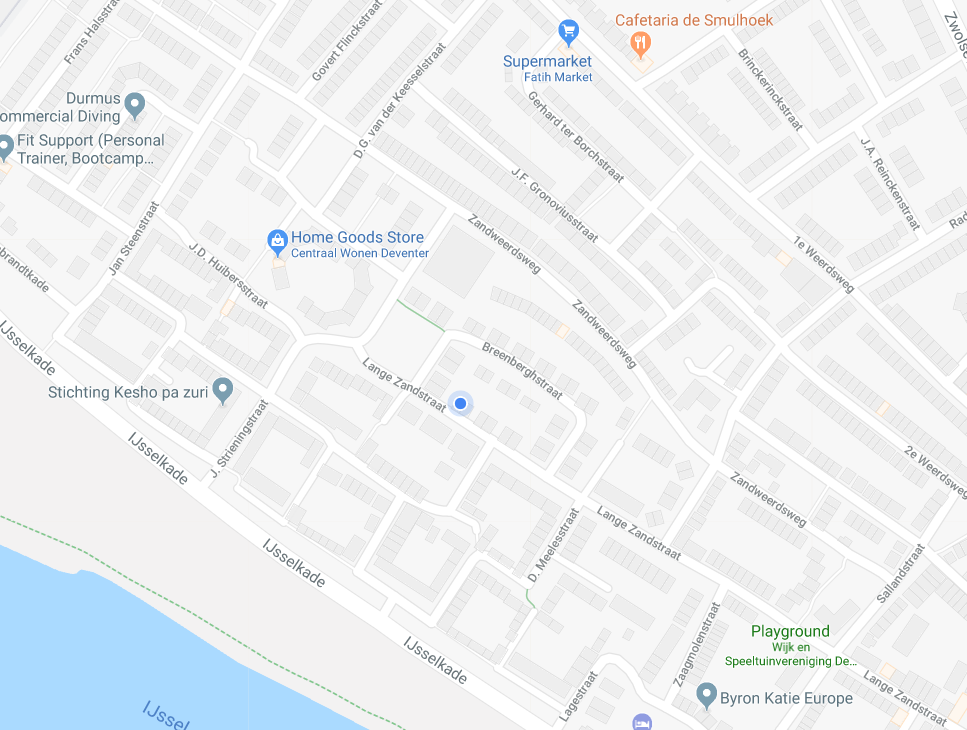 Cafetaria de Smulhoek
Zwolse
Frans Halsstraat
Govert Flinckstraat
Supermarket
Fatih Market
D.G. van der Keesselstraat
Brinckerinckstraat
Durmus
ommercial Diving
Fit Support (Personal
Trainer, Bootcamp...
Gerhard ter Borchstraat
J.A. Reinckenstraat
J.F. Gronoviusstraat
Jan Steenstraat
Zandweerdsweg
Rad
Home Goods Store
Centraal Wonen Deventer
J.D. Huibersstraat
brandtkade
1e Weerdsweg
Zandweerdsweg
IJsselkade
Breenberghstraat
Lange Zandstraat
Stichting Kesho pa zuri
J. Strieningstraat
IJsselkade
2e Weerdsweg
Zandweerdsweg
Lange Zandstraat
D. Meelesstraat
IJsselkade
Sallandstraat
Zaagmolenstraat
Playground
Wijk en
Speeltuinvereniging De...
IJsselkade
Lange Zandstraat
Lagestraat
Byron Katie Europe
IJssel